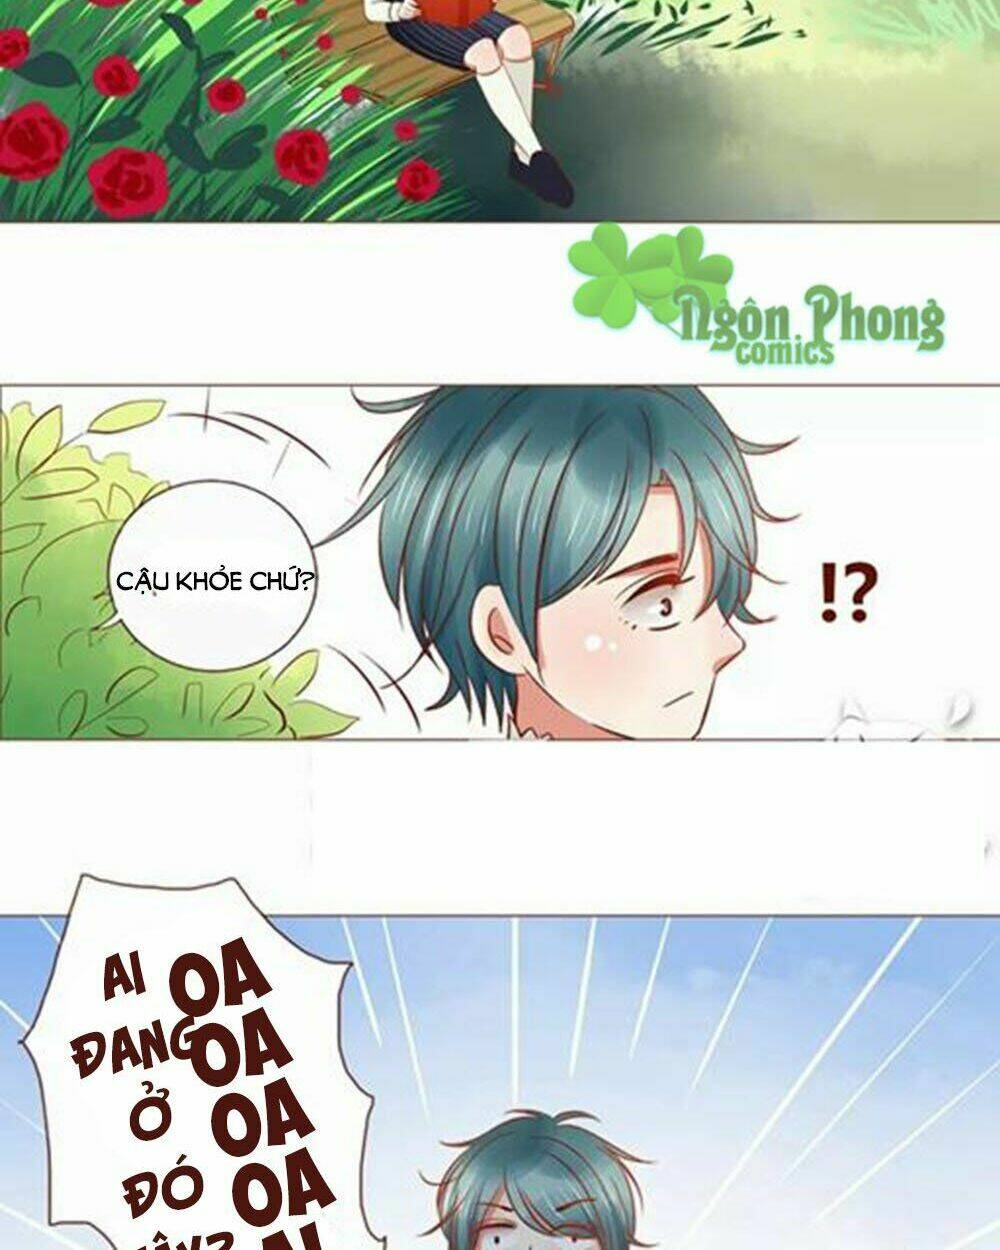 Ngôn Phong
comics
CẬU KHỎE CHỨ?
!?
AI
ĐANG
Ở
ĐÓ
OA
OA
OA
OA